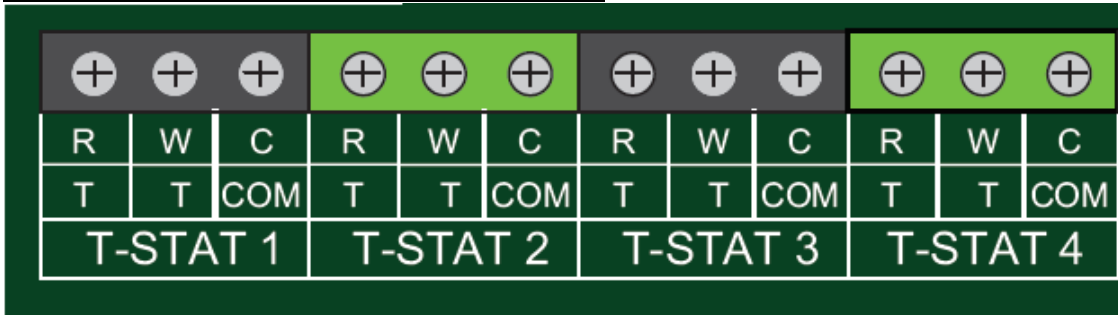 R W C R W C R W C R W C
T T COM T T COM T T COM T T COM
T-STAT 1 T-STAT 2 T-STAT 3 T-STAT 4